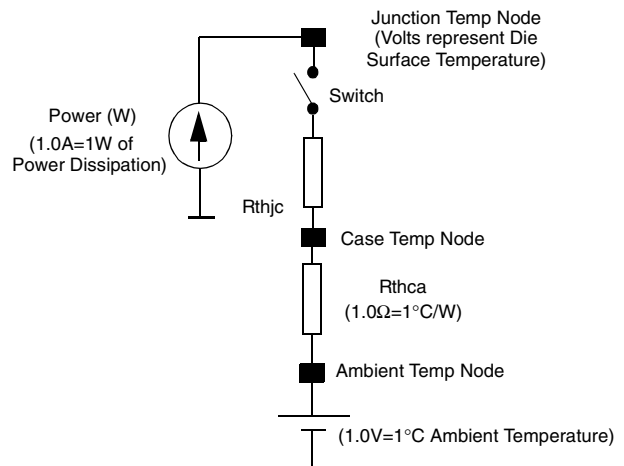 Junction Temp Node
(Volts represent Die
Surface Temperature)
Switch
Power (W)
(1.0A=1W of
Power Dissipation)
Rthjc
Case Temp Node
Rthca
(1.0Ω=1°C/W)
Ambient Temp Node
(1.0V=1°C Ambient Temperature)